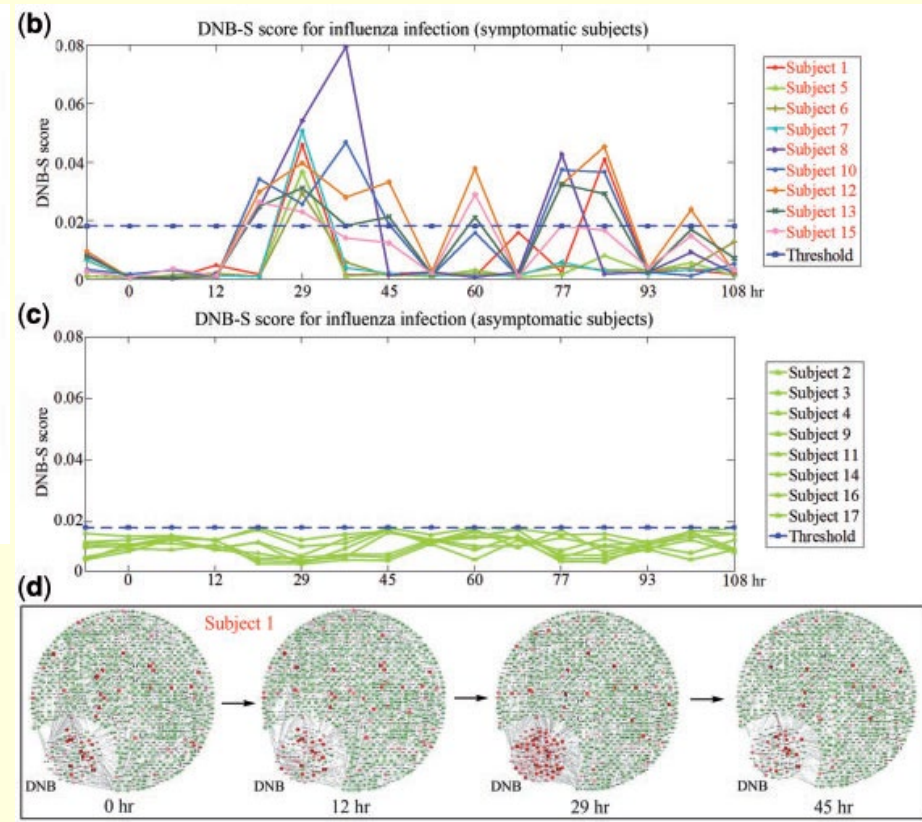 (b)
DNB-S score for influenza infection (symptomatic subjects)
0.08
0.06
0.04
0.02
0
DNB-S score
0 12 29 45 60 77 93 108 hr
Subject 1
Subject 5
Subject 6
Subject 7
Subject 8
Subject 10
Subject 12
Subject 13
Subject 15
Threshold
(c)
DNB-S score for influenza infection (asymptomatic subjects)
0.08
0.06
0.04
0.02
0
DNB-S score
0 12 29 45 60 77 93 108 hr
Subject 2
Subject 3
Subject 4
Subject 9
Subject 11
Subject 14
Subject 16
Subject 17
Threshold
(d)
Subject 1
DNB DNB DNB DNB
0 hr 12 hr 29 hr 45 hr